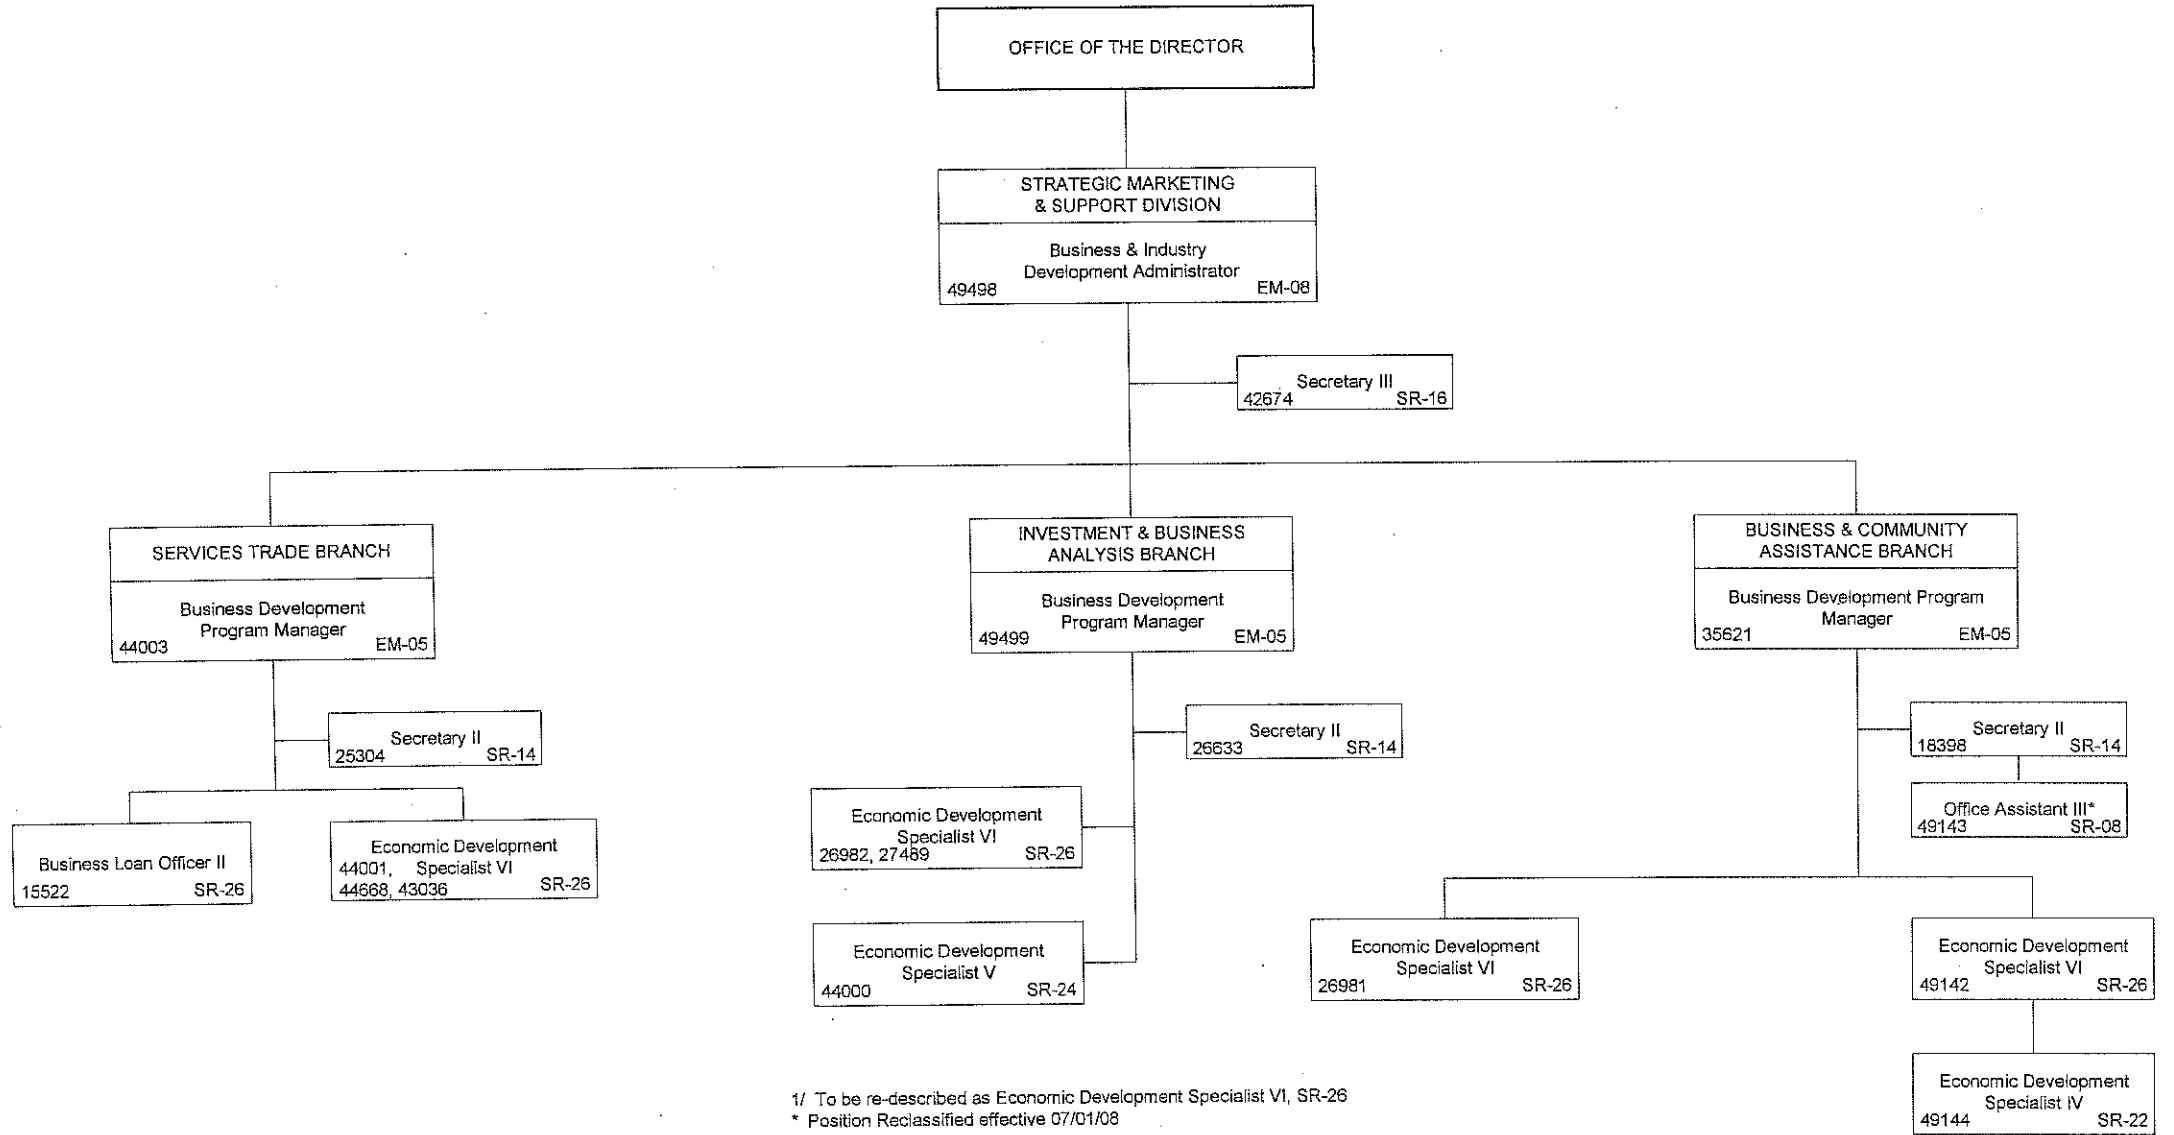 OFFICE OF THE DIRECTOR
STRATEGIC MARKETING
& SUPPORT DIVISION
Business & Industry
Development Administrator
49498 EM-08
Secretary III
42674 SR-16
SERVICES TRADE BRANCH
Business Development
Program Manager
44003 EM-05
Secretary II
25304 SR-14
Business Loan Officer II
15522 SR-26
Economic Development
44001, Specialist VI
44668, 43036 SR-26
INVESTMENT & BUSINESS
ANALYSIS BRANCH
Business Development
Program Manager
49499 EM-05
Secretary II
26633 SR-14
Economic Development
Specialist VI
26982, 27489 SR-26
Economic Development
Specialist V
44000 SR-24
BUSINESS & COMMUNITY
ASSISTANCE BRANCH
Business Development Program
Manager
35621 EM-05
Secretary II
18398 SR-14
Office Assistant III*
49143 SR-08
Economic Development
Specialist VI
26981 SR-26
Economic Development
Specialist VI
49142 SR-26
Economic Development
Specialist IV
49144 SR-22
1/ To be re-described as Economic Development Specialist VI, SR-26
* Position Reclassified effective 07/01/08